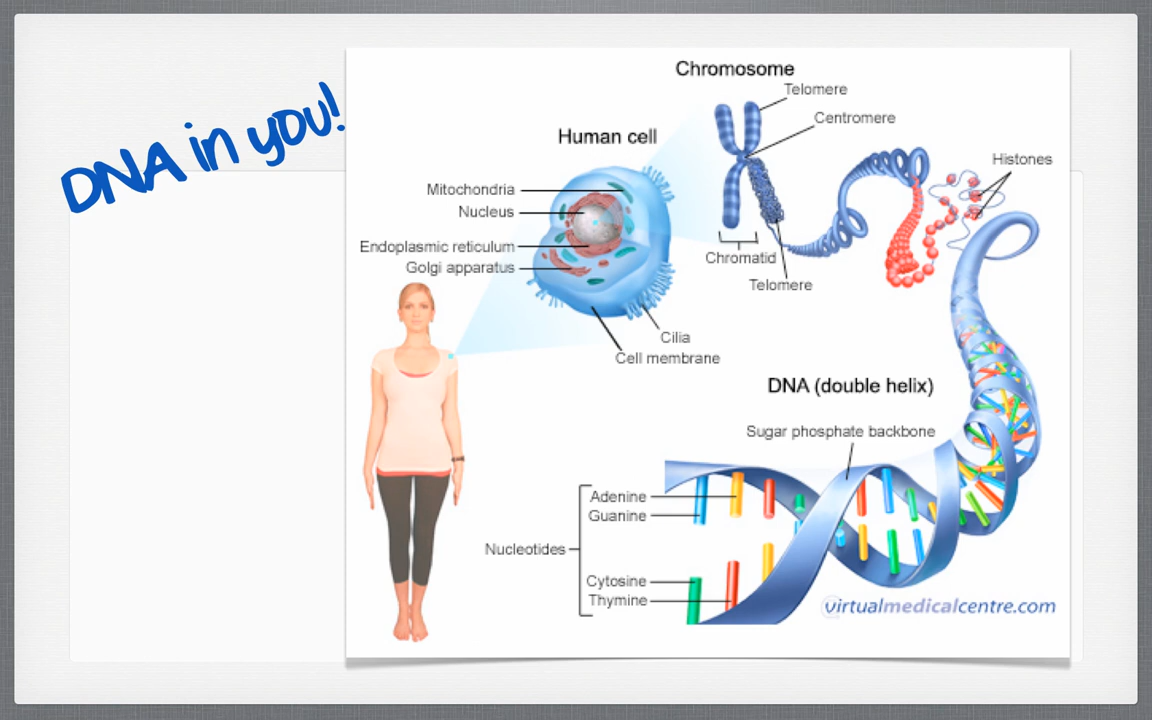 DNA in you!
Chromosome
Telomere
Centromere
Human cell
Histones
Mitochondria
Nucleus
Endoplasmic reticulum
Golgi apparatus
Chromatid
Telomere
Cilia
Cell membrane
DNA (double helix)
Sugar phosphate backbone
Adenine
Guanine
Nucleotides
Cytosine
Thymine
virtualmedicalcentre.com